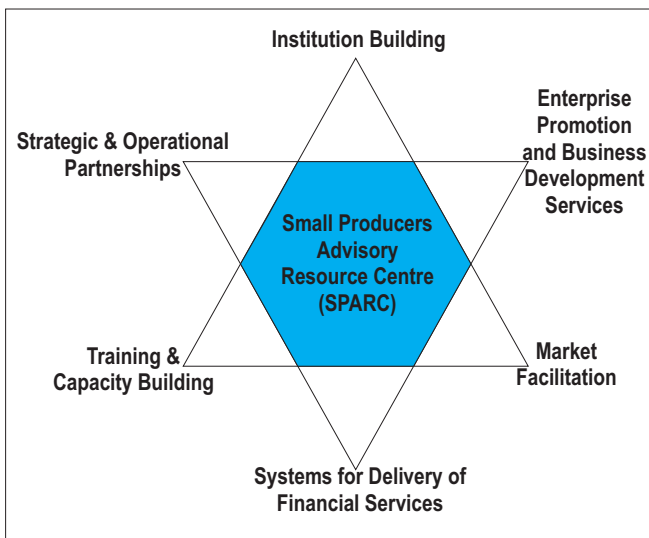 Institution Building
Enterprise
Promotion
and Business
Development
Services
Strategic & Operational
Partnerships
Small Producers
Advisory
Resource Centre
(SPARC)
Training &
Capacity Building
Market
Facilitation
Systems for Delivery of
Financial Services